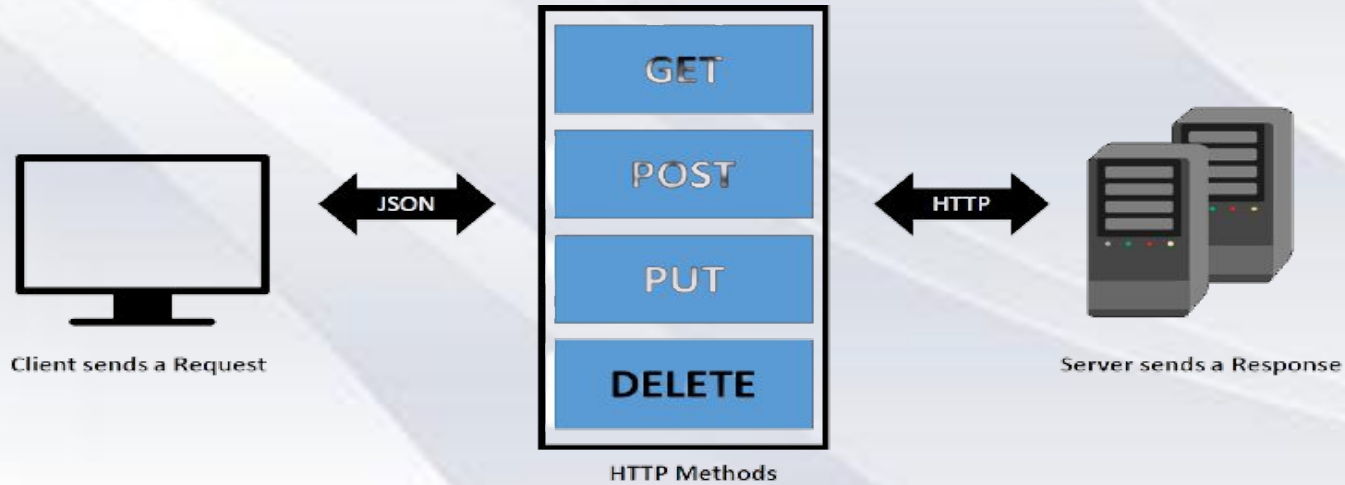 GET
POST
JSON
HTTP
PUT
Client sends a Request
Server sends a Response
DELETE
HTTP Methods